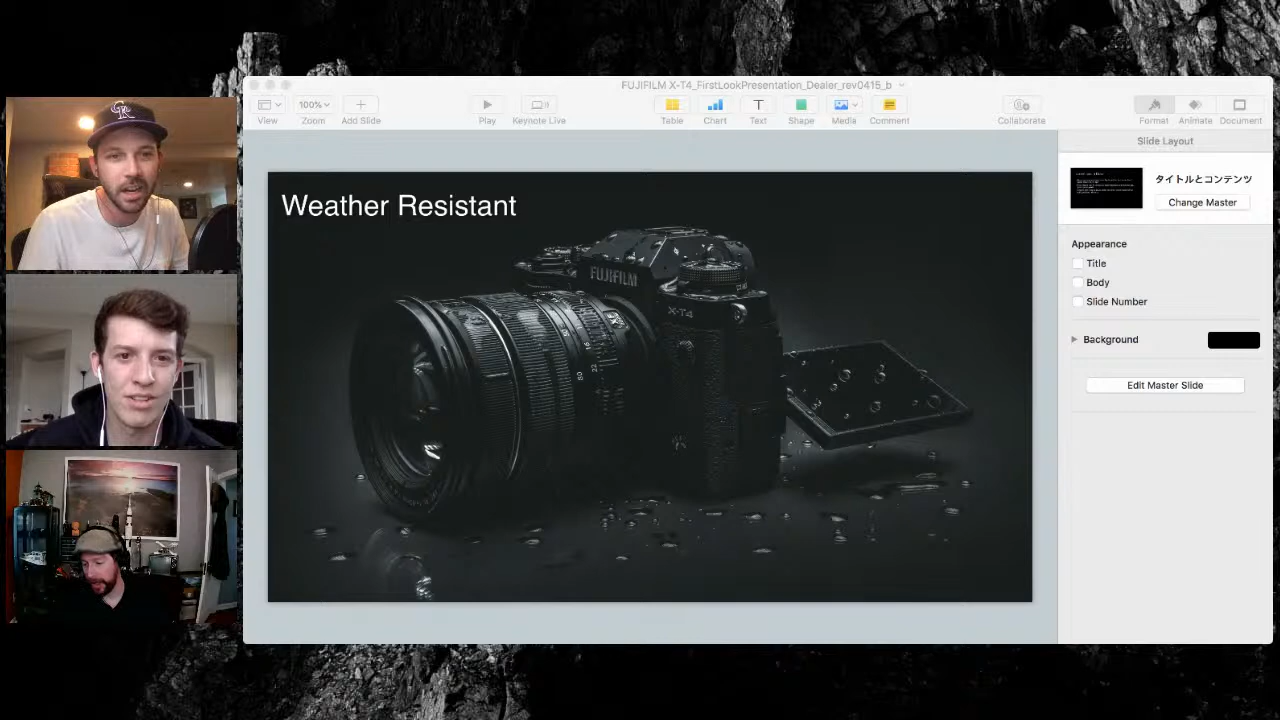 FUJIFILM X-T4_FirstLookPresentation_Dealer_rev0415_b
100%
View
Zoom
Add Slide
Play
Keynote Live
Table
Chart
Text
Shape
Media
Comment
Collaborate
Format
Animate
Document
Slide Layout
タイトルとコンテンツ
Change Master
Appearance
Title
Body
Slide Number
Background
Edit Master Slide
Weather Resistant
FUJIFILM
X-T4
CR